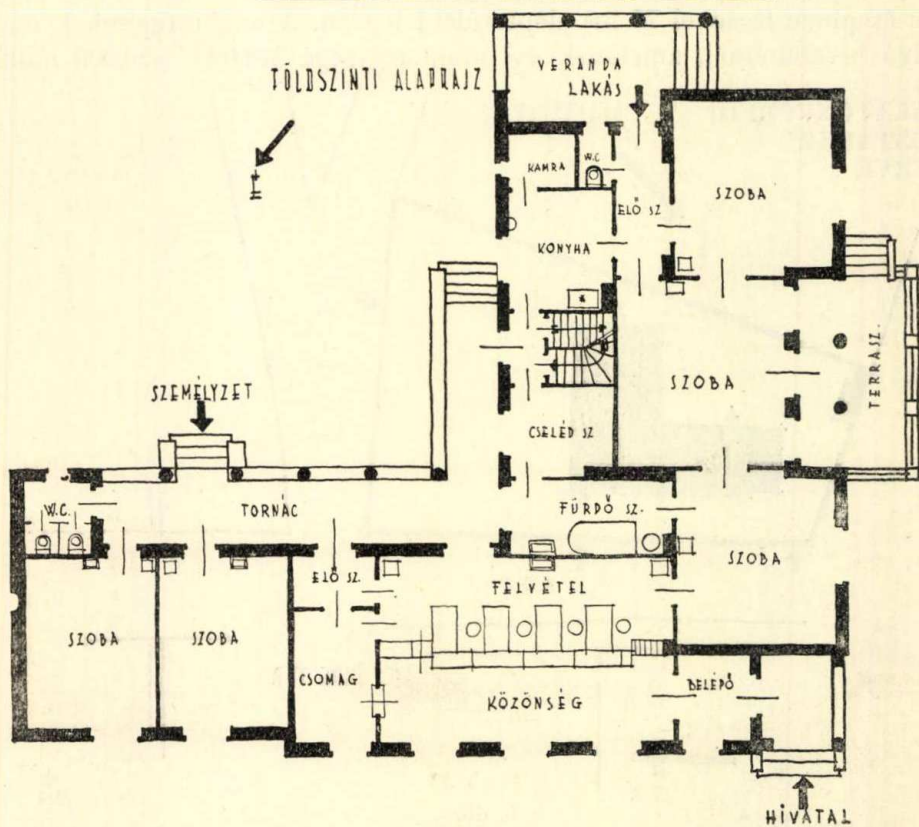 FÖLDSZINTI ALAPRAJZ
É
VERANDA
LAKÁS
KAMRA
W.C.
ELŐ SZ.
SZOBA
KONYHA
SZEMÉLYZET
SZOBA
TERRASZ.
CSELÉD SZ.
W.C.
TORNÁC
FÜRDŐ SZ.
SZOBA
ELŐ SZ.
FELVÉTEL
SZOBA
SZOBA
CSOMAG
KÖZÖNSÉG
BELÉPŐ
HIVATAL